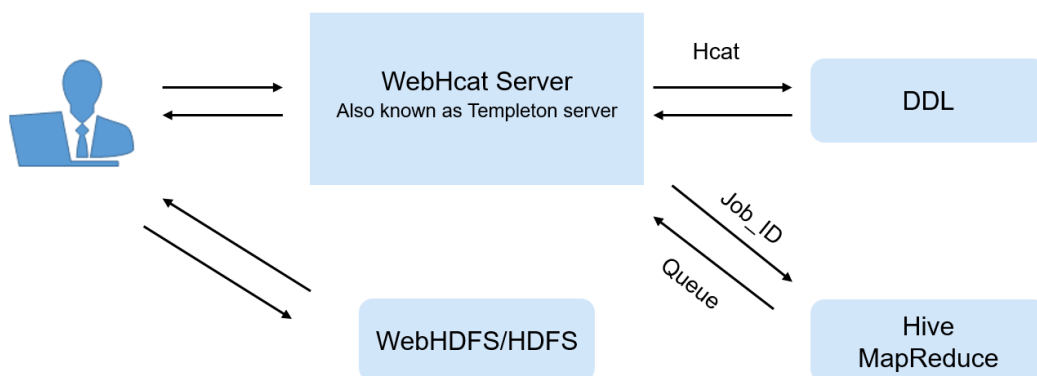 Hcat
WebHcat Server
Also known as Templeton server
DDL
Job_ID
Queue
WebHDFS/HDFS
Hive
MapReduce